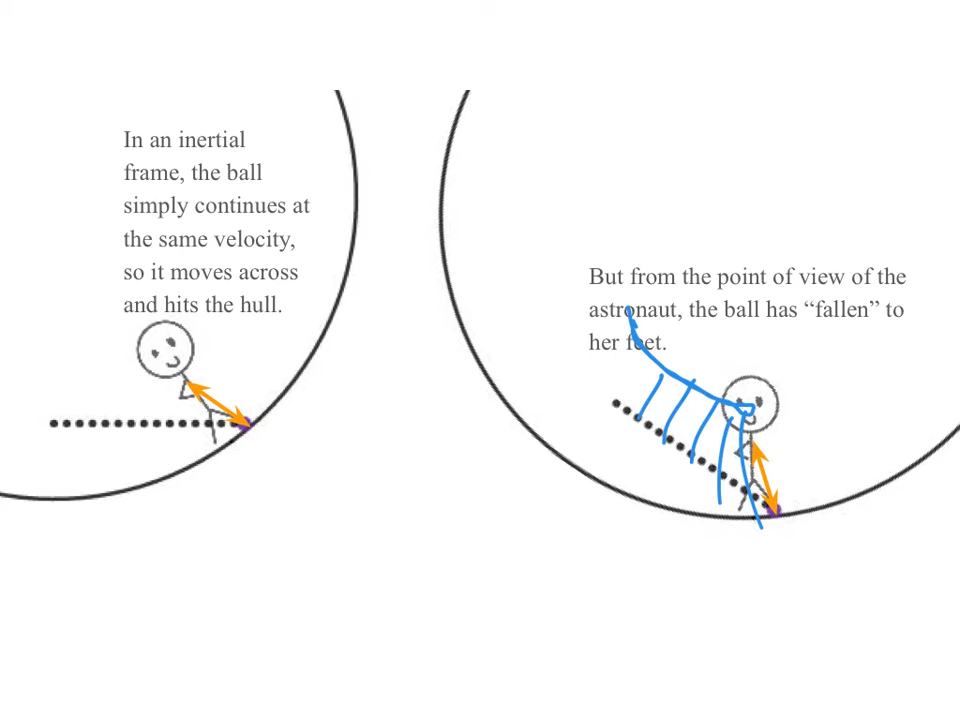 In an inertial
frame, the ball
simply continues at
the same velocity,
so it moves across
and hits the hull.
But from the point of view of the
astronaut, the ball has “fallen” to
her feet.